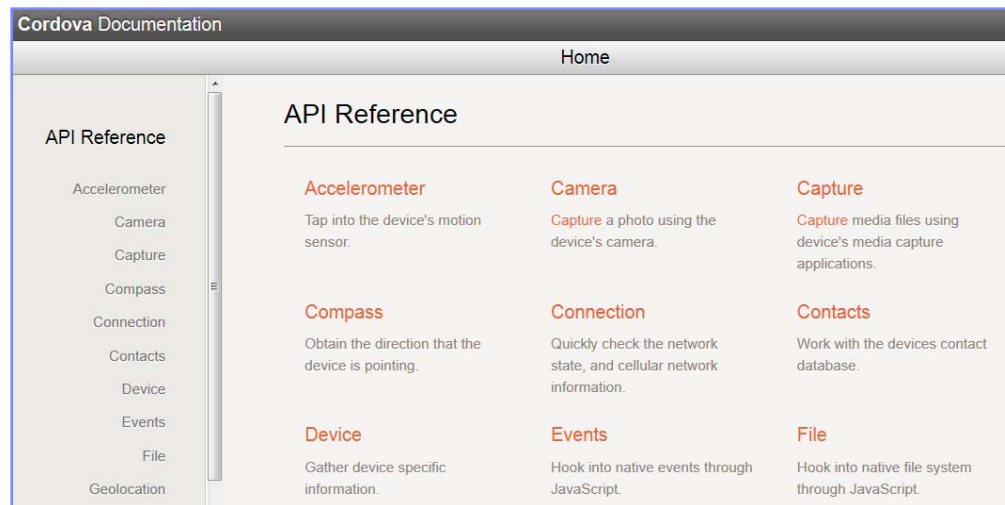 Cordova Documentation
Home
API Reference
Accelerometer
Camera
Capture
Compass
Connection
Contacts
Device
Events
File
Geolocation
API Reference
Accelerometer
Tap into the device's motion
sensor.
Camera
Capture a photo using the
device's camera.
Capture
Capture media files using
device's media capture
applications.
Compass
Obtain the direction that the
device is pointing.
Connection
Quickly check the network
state, and cellular network
information.
Contacts
Work with the devices contact
database.
Device
Gather device specific
information.
Events
Hook into native events through
JavaScript.
File
Hook into native file system
through JavaScript.